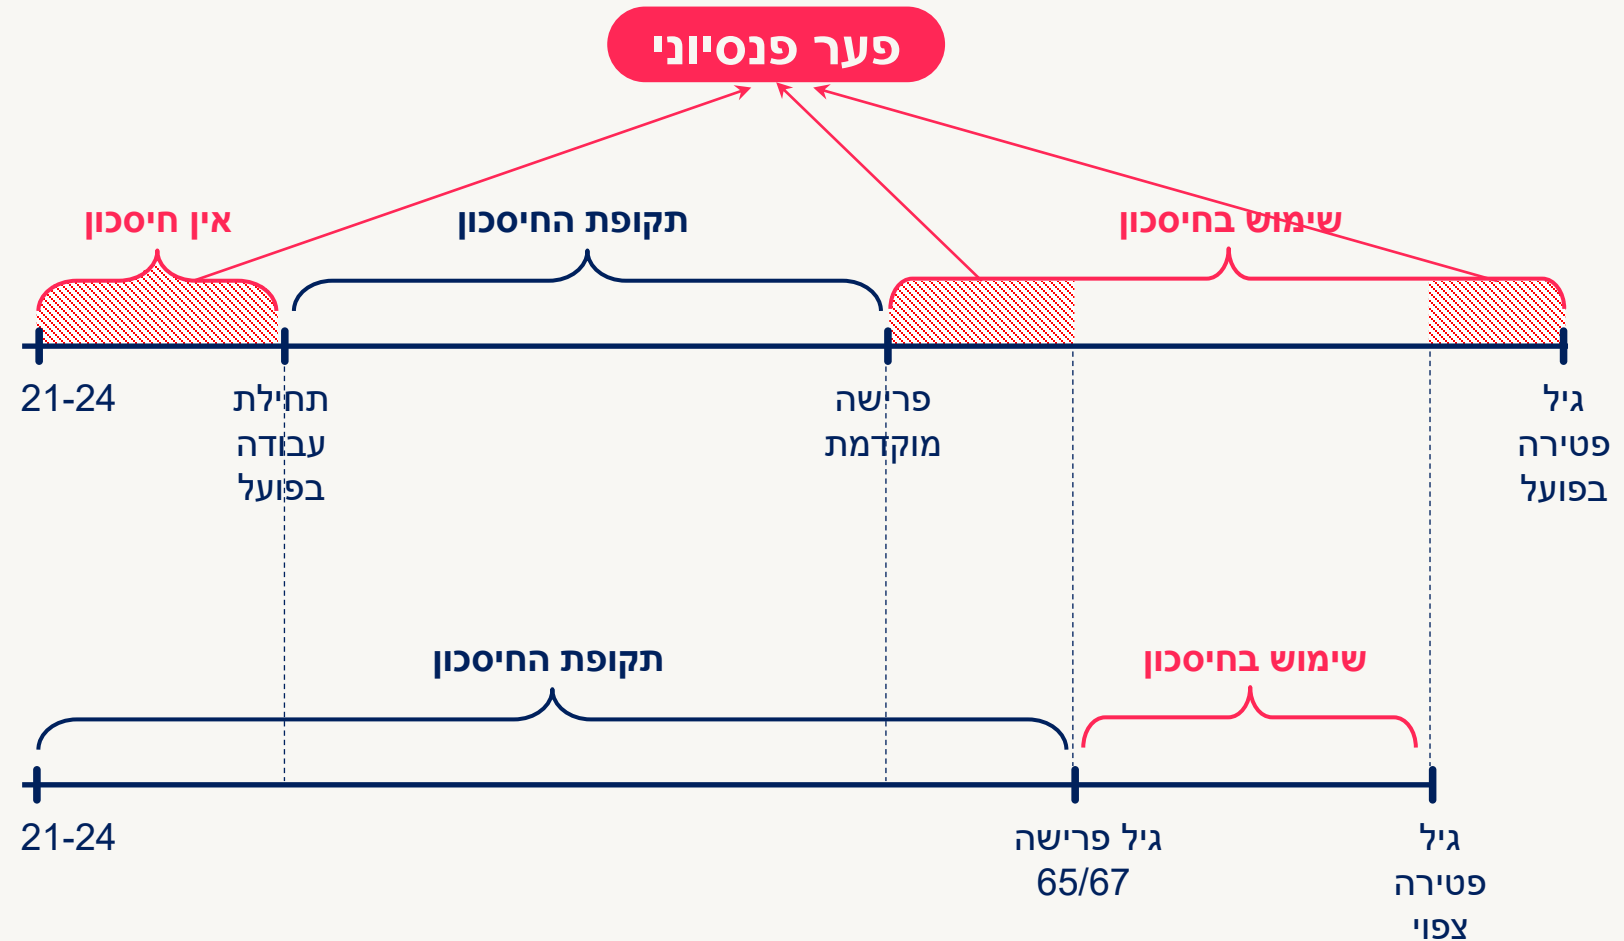 פער פנסיוני
אין חיסכון
תקופת החיסכון
שימוש בחיסכון
21-24
תחילת
עבודה
בפועל
פרישה
מוקדמת
גיל
פטירה
בפועל
תקופת החיסכון
שימוש בחיסכון
21-24
גיל פרישה
65/67
גיל
פטירה
צפוי